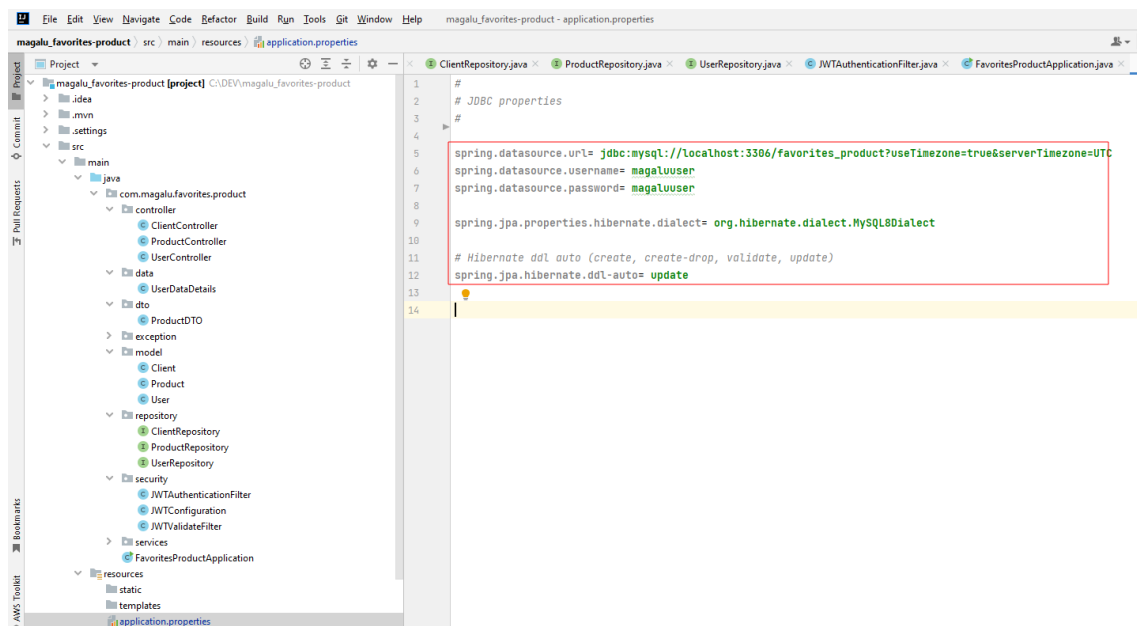 File Edit View Navigate Code Refactor Build Run Tools Git Window Help magalu_favorites-product - application.properties
magalu_favorites-product src main resources application.properties
Project
ClientRepository.java ProductRepository.java UserRepository.java JWTAuthenticationFilter.java FavoritesProductApplication.java
magalu_favorites-product [project] C:\DEV\magalu_favorites-product
.idea
.mvn
.settings
src
main
java
com.magalu.favorites.product
controller
ClientController
ProductController
UserController
data
UserDataDetails
dto
ProductDTO
exception
model
Client
Product
User
repository
ClientRepository
ProductRepository
UserRepository
security
JWTAuthenticationFilter
JWTConfiguration
JWTValidateFilter
services
FavoritesProductApplication
resources
static
templates
application.properties
1 #
2 # JDBC properties
3 #
4
5 spring.datasource.url= jdbc:mysql://localhost:3306/favorites_product?useTimezone=true&serverTimezone=UTC
6 spring.datasource.username= magaluuser
7 spring.datasource.password= magaluuser
8
9 spring.jpa.properties.hibernate.dialect= org.hibernate.dialect.MySQL8Dialect
10
11 # Hibernate ddl auto (create, create-drop, validate, update)
12 spring.jpa.hibernate.ddl-auto= update
13
14
Project
Commit
Pull Requests
Bookmarks
AWS Toolkit